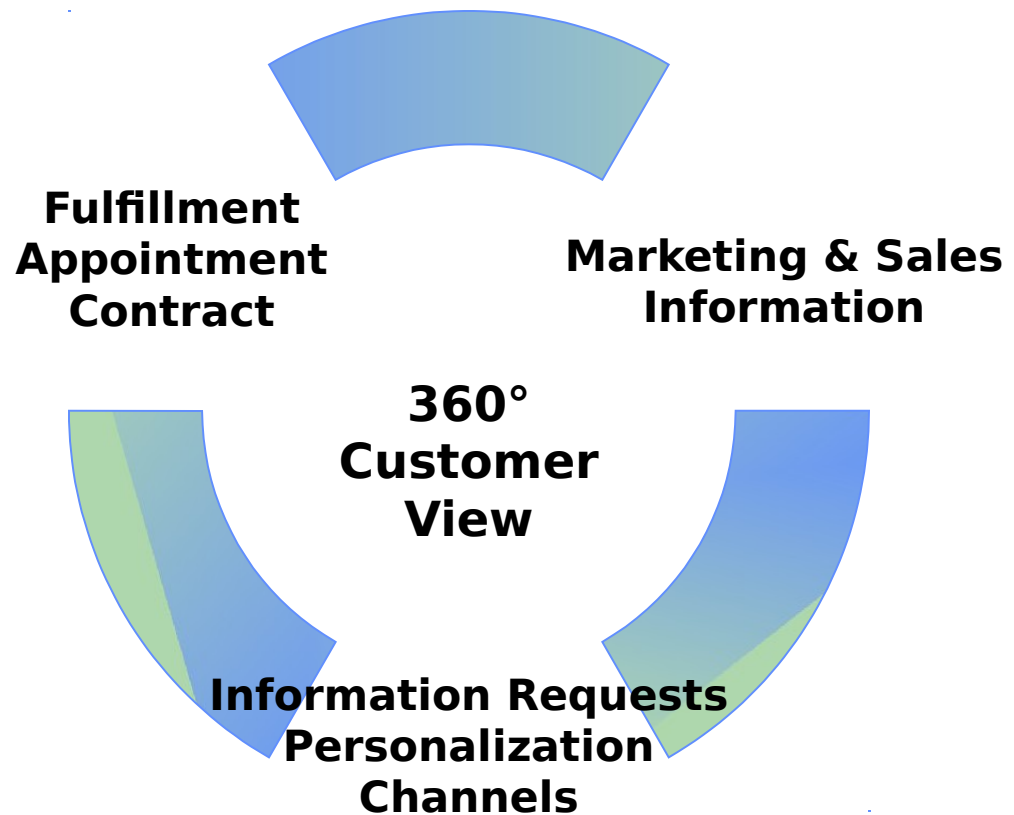 Fulfillment
Appointment
Contract
Marketing & Sales
Information
360°
Customer
View
Information Requests
Personalization
Channels